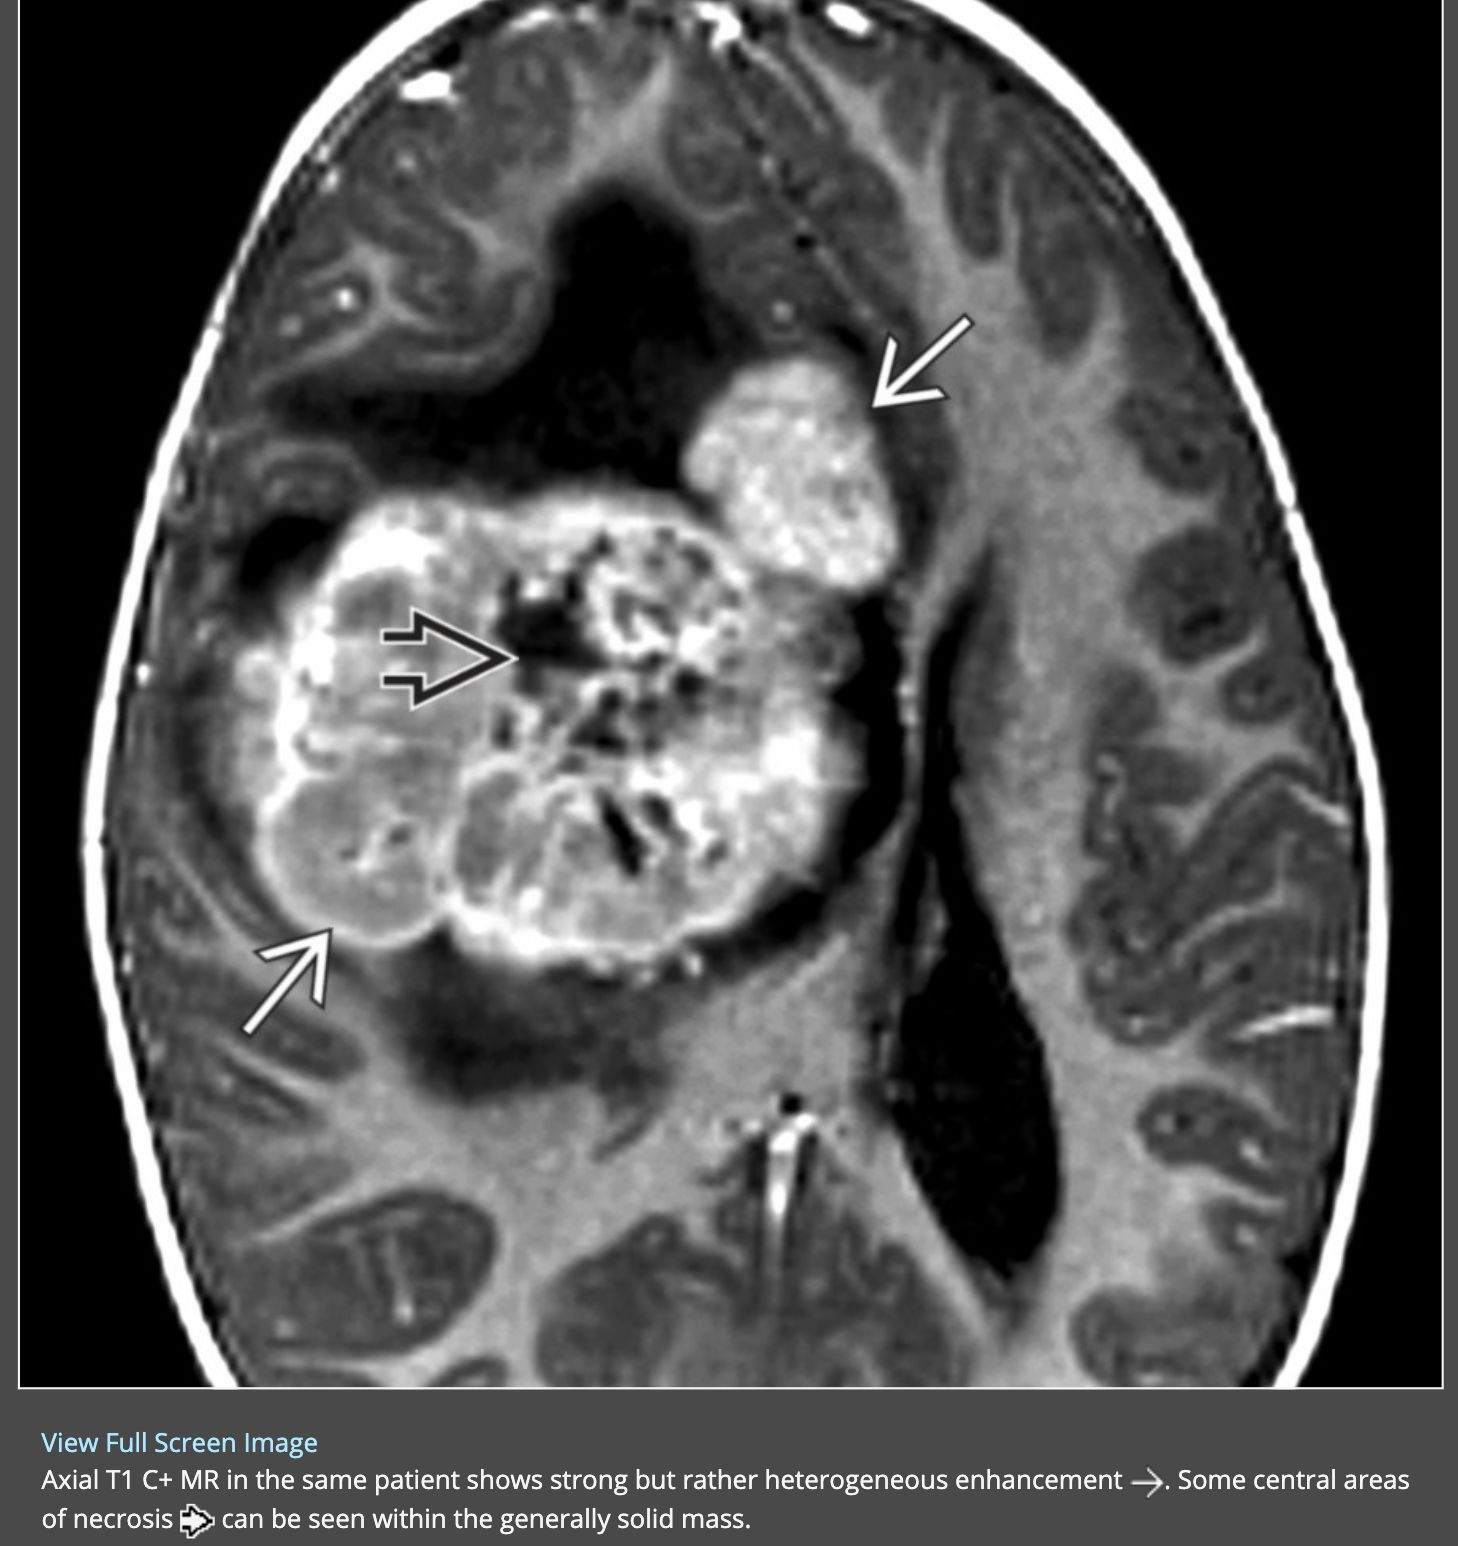 View Full Screen Image
Axial T1 C+ MR in the same patient shows strong but rather heterogeneous enhancement →. Some central areas
of necrosis ⇨ can be seen within the generally solid mass.